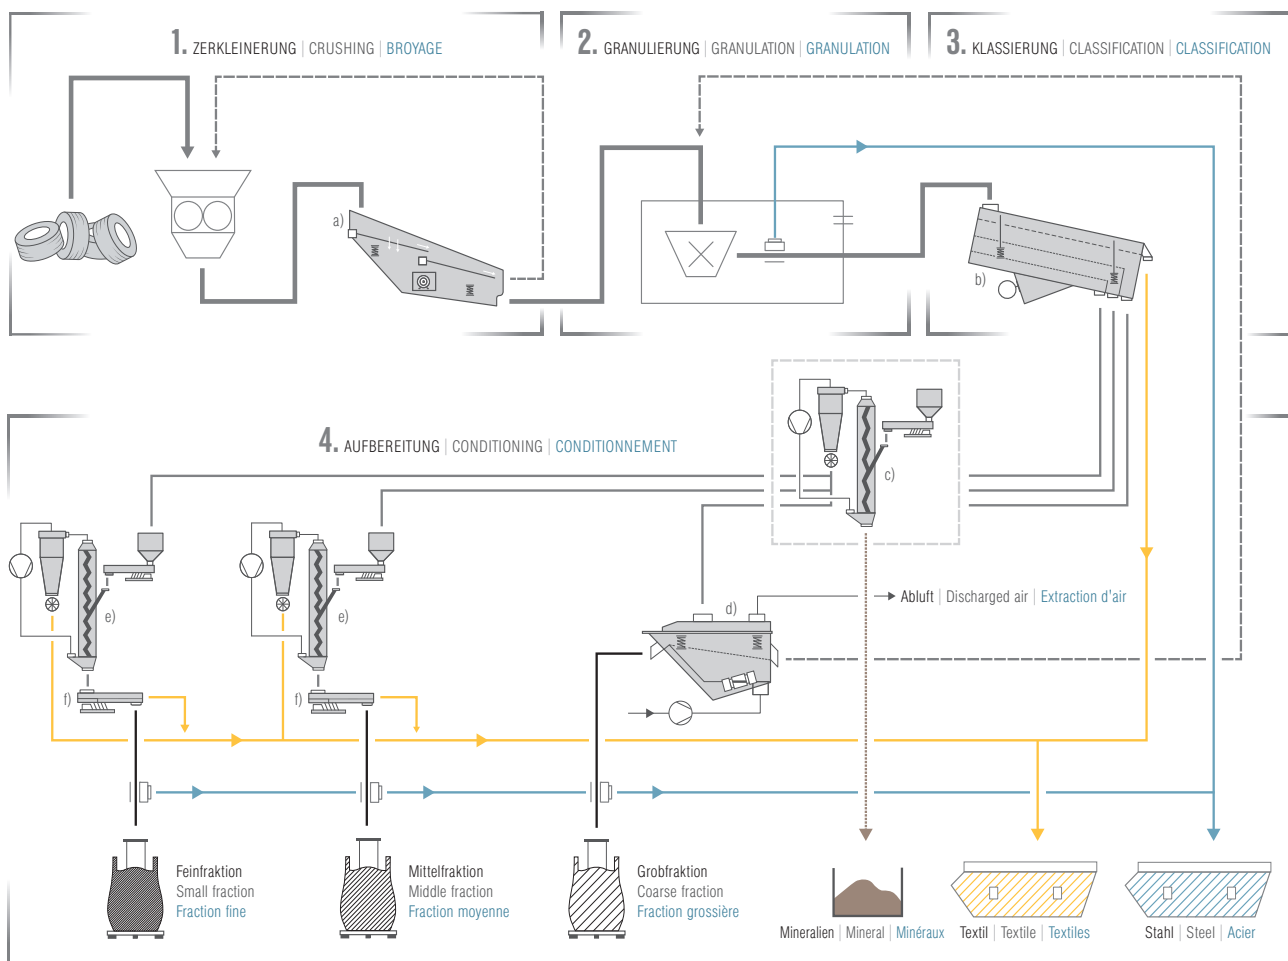 1. ZERKLEINERUNG | CRUSHING | BROYAGE
2. GRANULIERUNG | GRANULATION | GRANULATION
3. KLASSIERUNG | CLASSIFICATION | CLASSIFICATION
a)
b)
4. AUFBEREITUNG | CONDITIONING | CONDITIONNEMENT
c)
d)
Abluft | Discharged air | Extraction d'air
e)
e)
f)
f)
Feinfraktion
Small fraction
Fraction fine
Mittelfraktion
Middle fraction
Fraction moyenne
Grobfraktion
Coarse fraction
Fraction grossière
Mineralien | Mineral | Minéraux
Textil | Textile | Textiles
Stahl | Steel | Acier